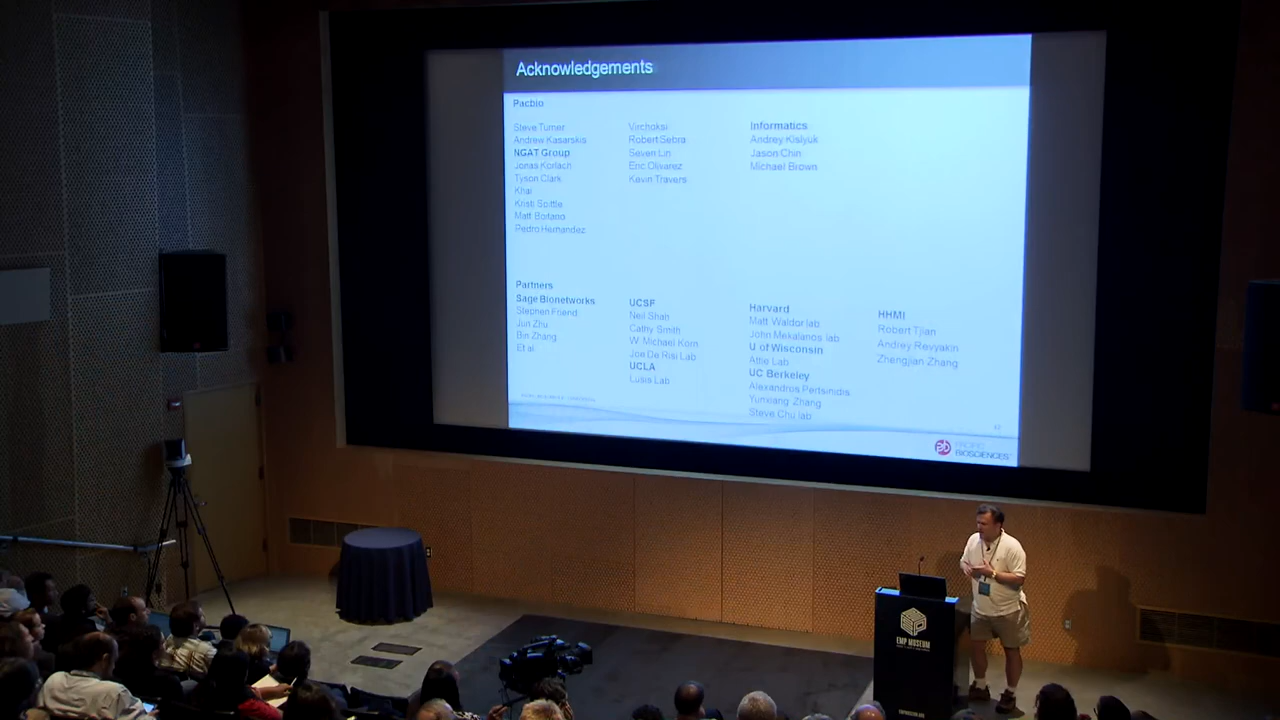 Acknowledgements
Pacbio
Steve Turner
Andrew Kasarskis
NGAT Group
Jonas Korlach
Tyson Clark
Khai
Kristi Spittle
Matt Boitano
Pedro Hernandez
Virchoksi
Robert Sebra
Seven Lin
Eric Olivarez
Kevin Travers
Informatics
Andrey Kislyuk
Jason Chin
Michael Brown
Partners
Sage Bionetworks
Stephen Friend
Jun Zhu
Bin Zhang
Et al.
UCSF
Neil Shah
Cathy Smith
W. Michael Korn
Joe De Risi Lab
UCLA
Lusis Lab
Harvard
Matt Waldor lab
John Mekalanos lab
U of Wisconsin
Attie Lab
UC Berkeley
Alexandros Pertsinidis
Yunxiang Zhang
Steve Chu lab
HHMI
Robert Tjian
Andrey Revyakin
Zhengjian Zhang
PACIFIC
BIOSCIENCES
EMP MUSEUM